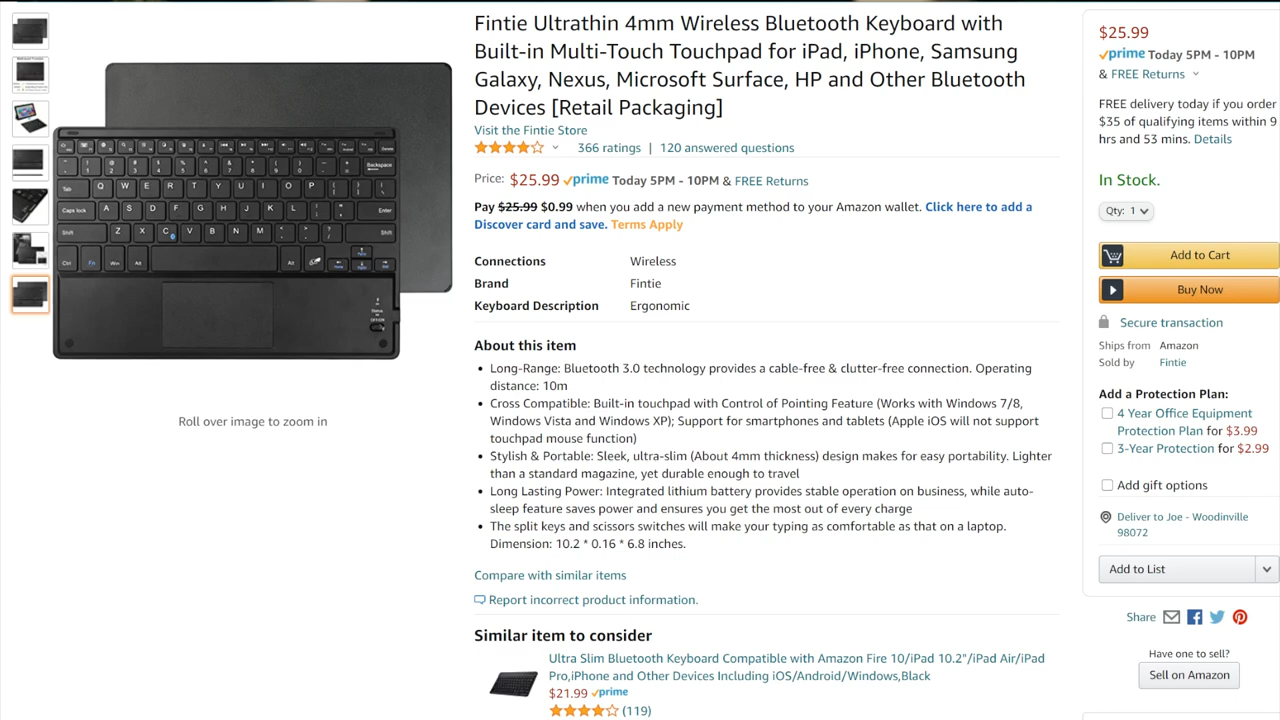 Fintie Ultrathin 4mm Wireless Bluetooth Keyboard with
Built-in Multi-Touch Touchpad for iPad, iPhone, Samsung
Galaxy, Nexus, Microsoft Surface, HP and Other Bluetooth
Devices [Retail Packaging]
Visit the Fintie Store
366 ratings | 120 answered questions
Price: $25.99 prime Today 5PM - 10PM & FREE Returns
Pay $25.99 $0.99 when you add a new payment method to your Amazon wallet. Click here to add a
Discover card and save. Terms Apply
Connections Wireless
Brand Fintie
Keyboard Description Ergonomic
About this item
• Long-Range: Bluetooth 3.0 technology provides a cable-free & clutter-free connection. Operating
distance: 10m
• Cross Compatible: Built-in touchpad with Control of Pointing Feature (Works with Windows 7/8,
Windows Vista and Windows XP); Support for smartphones and tablets (Apple iOS will not support
touchpad mouse function)
• Stylish & Portable: Sleek, ultra-slim (About 4mm thickness) design makes for easy portability. Lighter
than a standard magazine, yet durable enough to travel
• Long Lasting Power: Integrated lithium battery provides stable operation on business, while auto-
sleep feature saves power and ensures you get the most out of every charge
• The split keys and scissors switches will make your typing as comfortable as that on a laptop.
Dimension: 10.2 * 0.16 * 6.8 inches.
Compare with similar items
Report incorrect product information.
Similar item to consider
Ultra Slim Bluetooth Keyboard Compatible with Amazon Fire 10/iPad 10.2"/iPad Air/iPad
Pro,iPhone and Other Devices Including iOS/Android/Windows,Black
$21.99 prime
(119)
Backspace
Tab Q W E R T Y U I O P
Caps lock A S D F G H J K L Enter
Shift Z X C V B N M Shift
Ctrl Fn Win Alt Alt
Roll over image to zoom in
$25.99
prime Today 5PM - 10PM
& FREE Returns
FREE delivery today if you order
$35 of qualifying items within 9
hrs and 53 mins. Details
In Stock.
Qty: 1
Add to Cart
Buy Now
Secure transaction
Ships from Amazon
Sold by Fintie
Add a Protection Plan:
4 Year Office Equipment
Protection Plan for $3.99
3-Year Protection for $2.99
Add gift options
Deliver to Joe - Woodinville
98072
Add to List
Share
Have one to sell?
Sell on Amazon